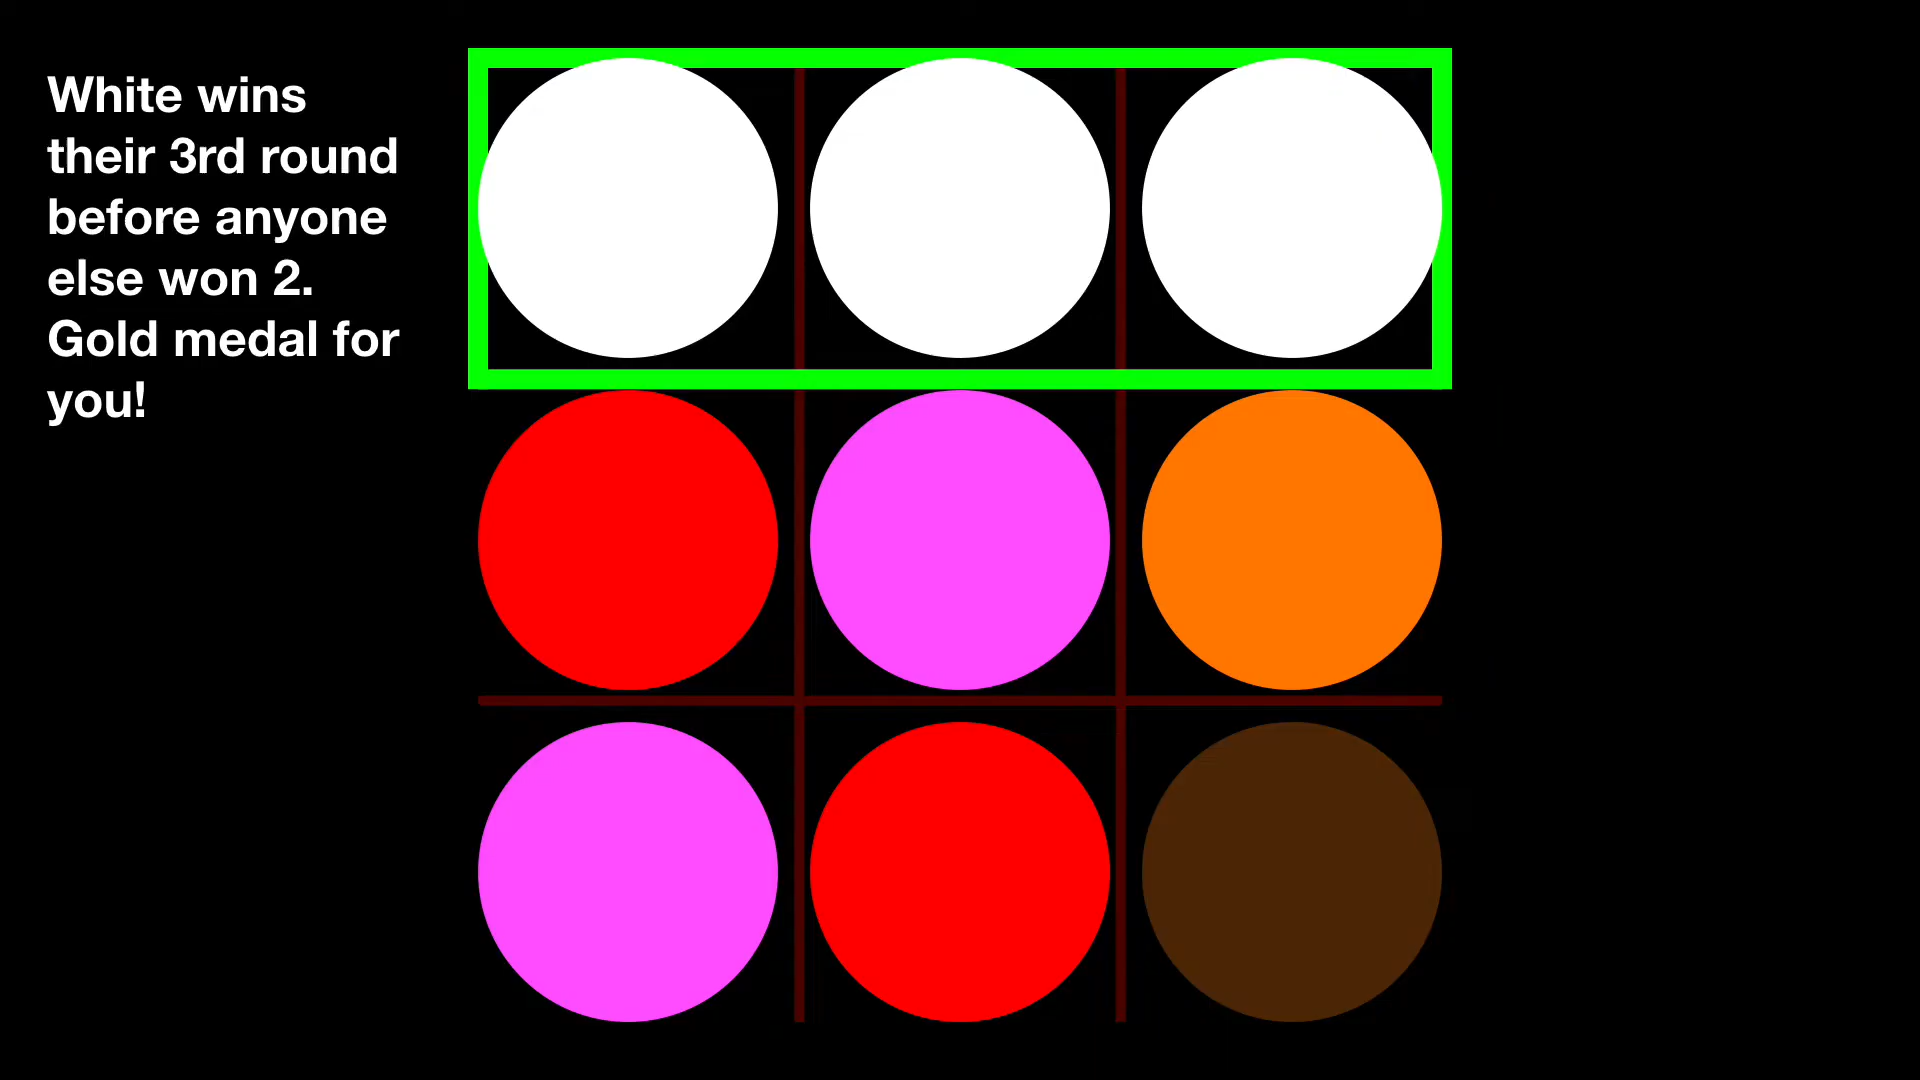 White wins
their 3rd round
before anyone
else won 2.
Gold medal for
you!